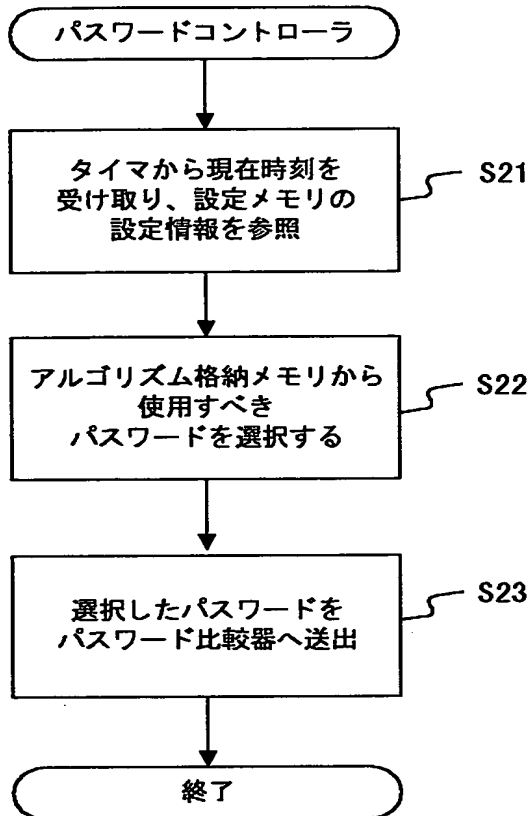 パスワードコントローラ
タイマから現在時刻を
受け取り、設定メモリの
設定情報を参照
S21
アルゴリズム格納メモリから
使用すべき
パスワードを選択する
S22
選択したパスワードを
パスワード比較器へ送出
S23
終了